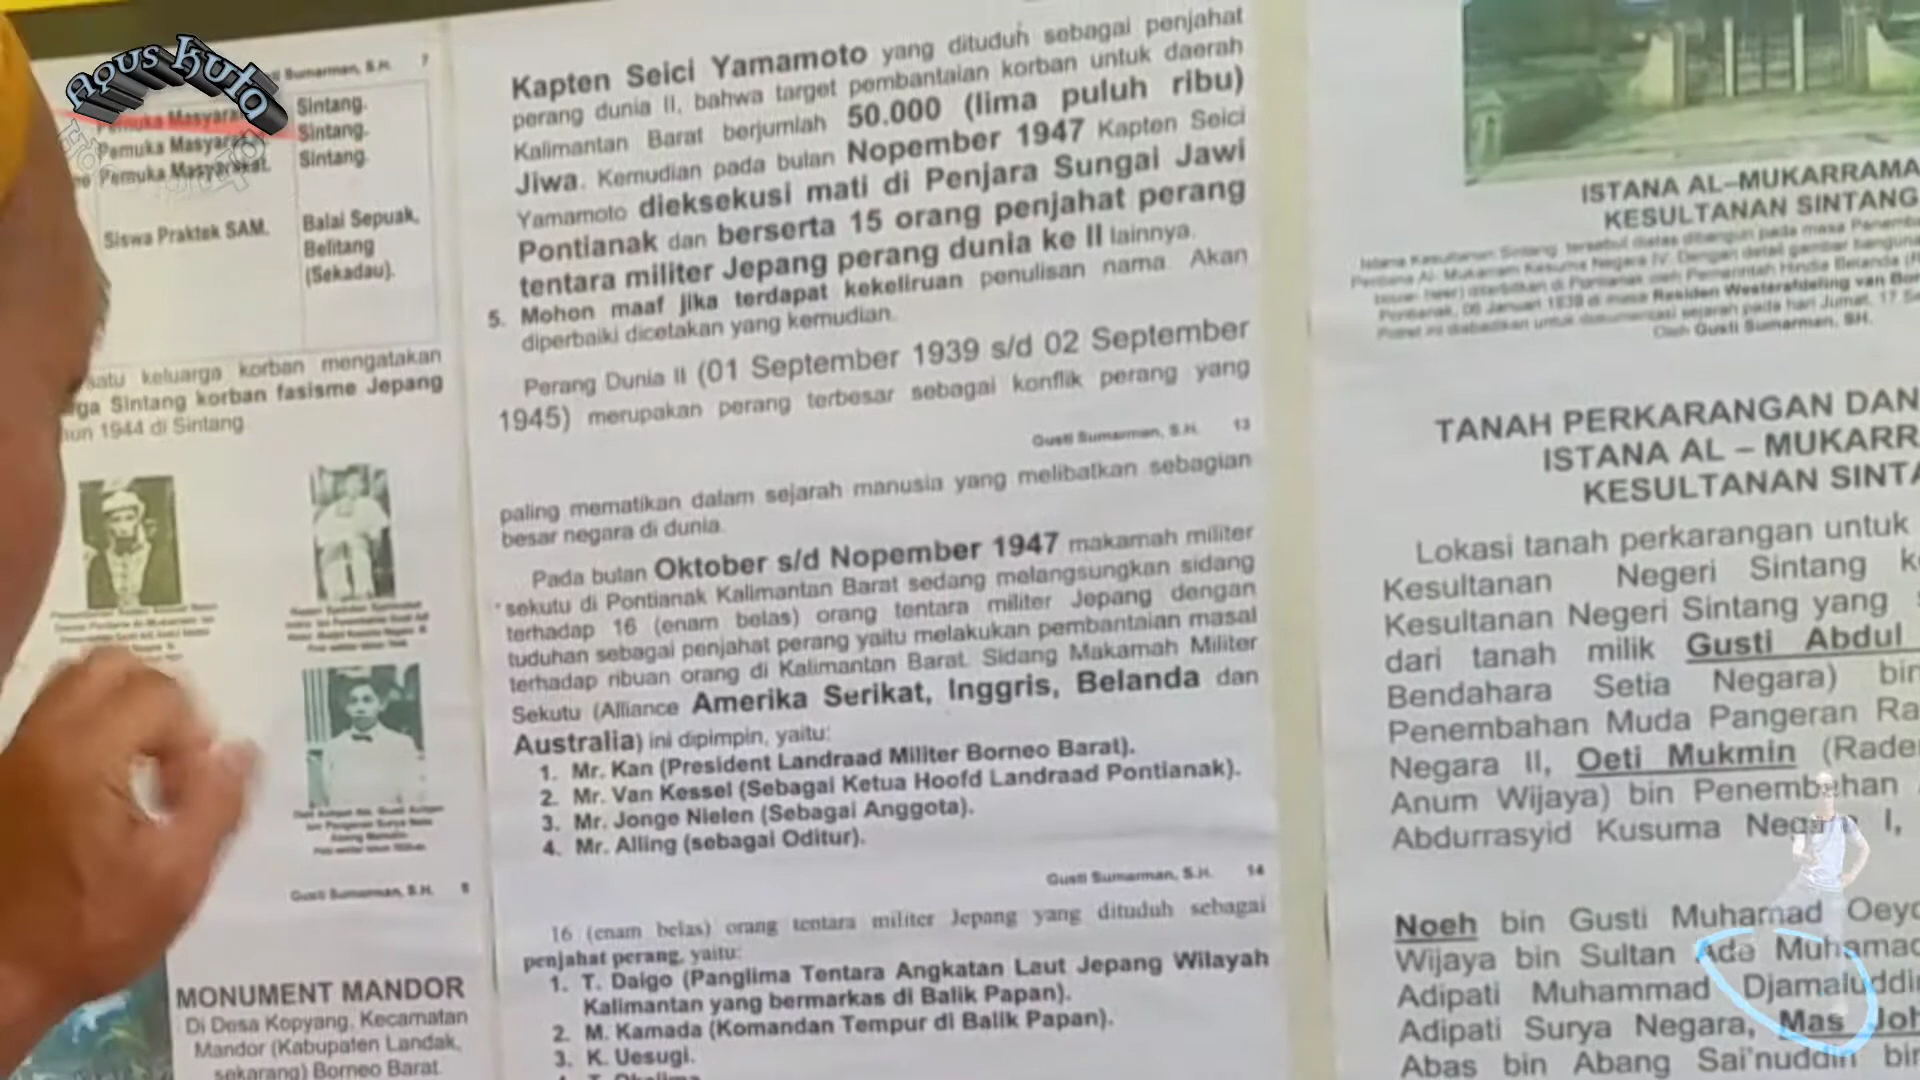 Agus Kuto
Sumarman, S.H. 7
Pemuka Masyara
Sintang.
Pemuka Masyara
Sintang.
Pemuka Masyarakat.
Sintang.
Siswa Praktek SAM.
Balai Sepuak,
Belitang
(Sekadau).
satu keluarga korban mengatakan
ga Sintang korban fasisme Jepang
hun 1944 di Sintang.
Gusti Sumarman, S.H. 8
MONUMENT MANDOR
Di Desa Kopyang, Kecamatan
Mandor (Kabupaten Landak,
sekarang) Borneo Barat.
Kapten Seici Yamamoto yang dituduh sebagai penjahat
perang dunia II, bahwa target pembantaian korban untuk daerah
Kalimantan Barat berjumlah 50.000 (lima puluh ribu)
Jiwa. Kemudian pada bulan Nopember 1947 Kapten Seici
Yamamoto dieksekusi mati di Penjara Sungai Jawi
Pontianak dan berserta 15 orang penjahat perang
tentara militer Jepang perang dunia ke II lainnya.
5. Mohon maaf jika terdapat kekeliruan penulisan nama. Akan
diperbaiki dicetakan yang kemudian.
Perang Dunia II (01 September 1939 s/d 02 September
1945) merupakan perang terbesar sebagai konflik perang yang
Gusti Sumarman, S.H. 13
paling mematikan dalam sejarah manusia yang melibatkan sebagian
besar negara di dunia.
Pada bulan Oktober s/d Nopember 1947 makamah militer
sekutu di Pontianak Kalimantan Barat sedang melangsungkan sidang
terhadap 16 (enam belas) orang tentara militer Jepang dengan
tuduhan sebagai penjahat perang yaitu melakukan pembantaian masal
terhadap ribuan orang di Kalimantan Barat. Sidang Makamah Militer
Sekutu (Alliance Amerika Serikat, Inggris, Belanda dan
Australia) ini dipimpin, yaitu:
1. Mr. Kan (President Landraad Militer Borneo Barat).
2. Mr. Van Kessel (Sebagai Ketua Hoofd Landraad Pontianak).
3. Mr. Jonge Nielen (Sebagai Anggota).
4. Mr. Alling (sebagai Oditur).
Gusti Sumarman, S.H. 14
16 (enam belas) orang tentara militer Jepang yang dituduh sebagai
penjahat perang, yaitu:
1. T. Daigo (Panglima Tentara Angkatan Laut Jepang Wilayah
Kalimantan yang bermarkas di Balik Papan).
2. M. Kamada (Komandan Tempur di Balik Papan).
3. K. Uesugi.
ISTANA AL-MUKARRAMA
KESULTANAN SINTANG
Oleh Gusti Sumarman, SH.
TANAH PERKARANGAN DAN
ISTANA AL – MUKARR
KESULTANAN SINTA
Lokasi tanah perkarangan untuk
Kesultanan Negeri Sintang k
Kesultanan Negeri Sintang yang
dari tanah milik Gusti Abdul
Bendahara Setia Negara) bin
Penembahan Muda Pangeran Ra
Negara II, Oeti Mukmin (Rader
Anum Wijaya) bin Penembahan
Abdurrasyid Kusuma Negara I,
Noeh bin Gusti Muhamad Oeyo
Wijaya bin Sultan Ade Muhamad
Adipati Muhammad Djamaluddin
Adipati Surya Negara, Mas Joh
Abas bin Abang Sai'nuddin bin